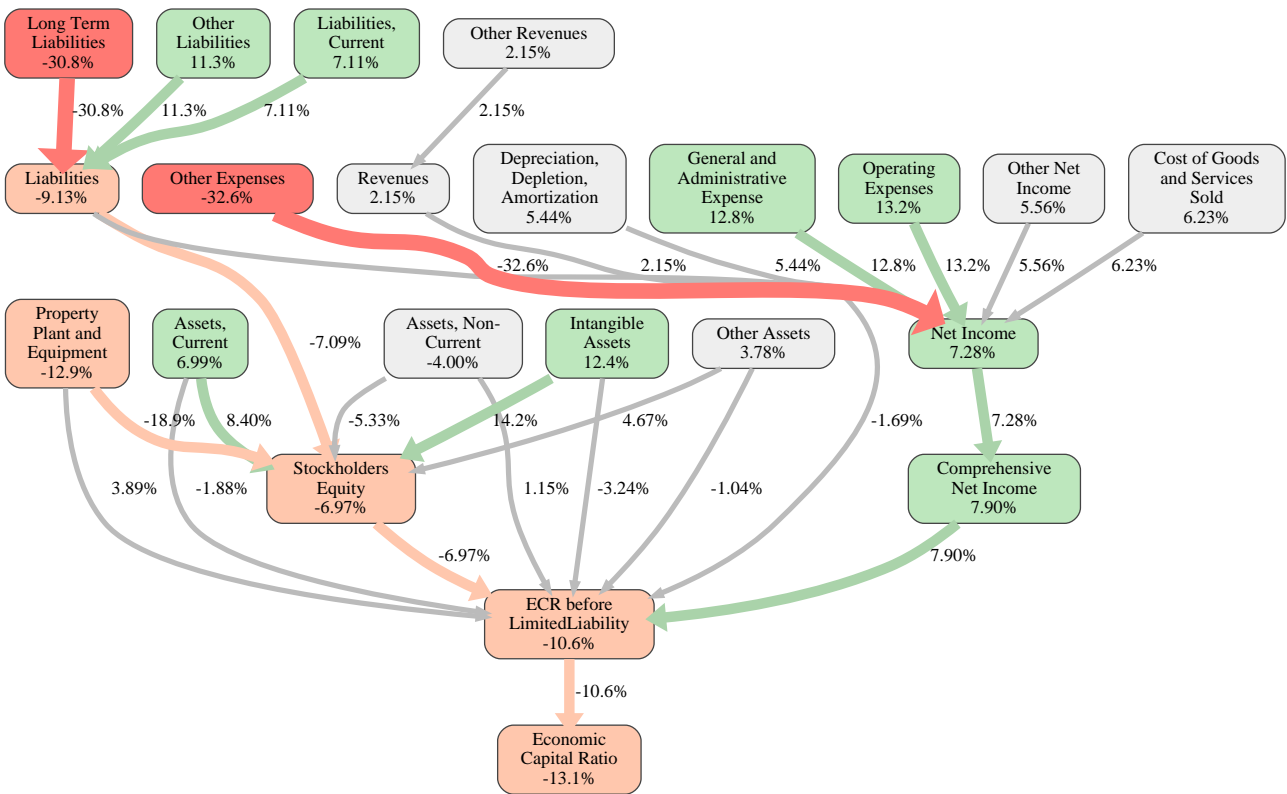 Long Term
Liabilities
-30.8%
Other
Liabilities
11.3%
Liabilities,
Current
7.11%
Other Revenues
2.15%
-30.8%
11.3%
7.11%
2.15%
Liabilities
-9.13%
Other Expenses
-32.6%
Revenues
2.15%
Depreciation,
Depletion,
Amortization
5.44%
General and
Administrative
Expense
12.8%
Operating
Expenses
13.2%
Other Net
Income
5.56%
Cost of Goods
and Services
Sold
6.23%
-32.6%
2.15%
5.44%
12.8%
13.2%
5.56%
6.23%
Property
Plant and
Equipment
-12.9%
Assets,
Current
6.99%
-7.09%
Assets, Non-
Current
-4.00%
Intangible
Assets
12.4%
Other Assets
3.78%
Net Income
7.28%
-18.9%
8.40%
-5.33%
14.2%
4.67%
-1.69%
7.28%
Stockholders
Equity
-6.97%
Comprehensive
Net Income
7.90%
3.89%
-1.88%
1.15%
-3.24%
-1.04%
-6.97%
7.90%
ECR before
LimitedLiability
-10.6%
-10.6%
Economic
Capital Ratio
-13.1%